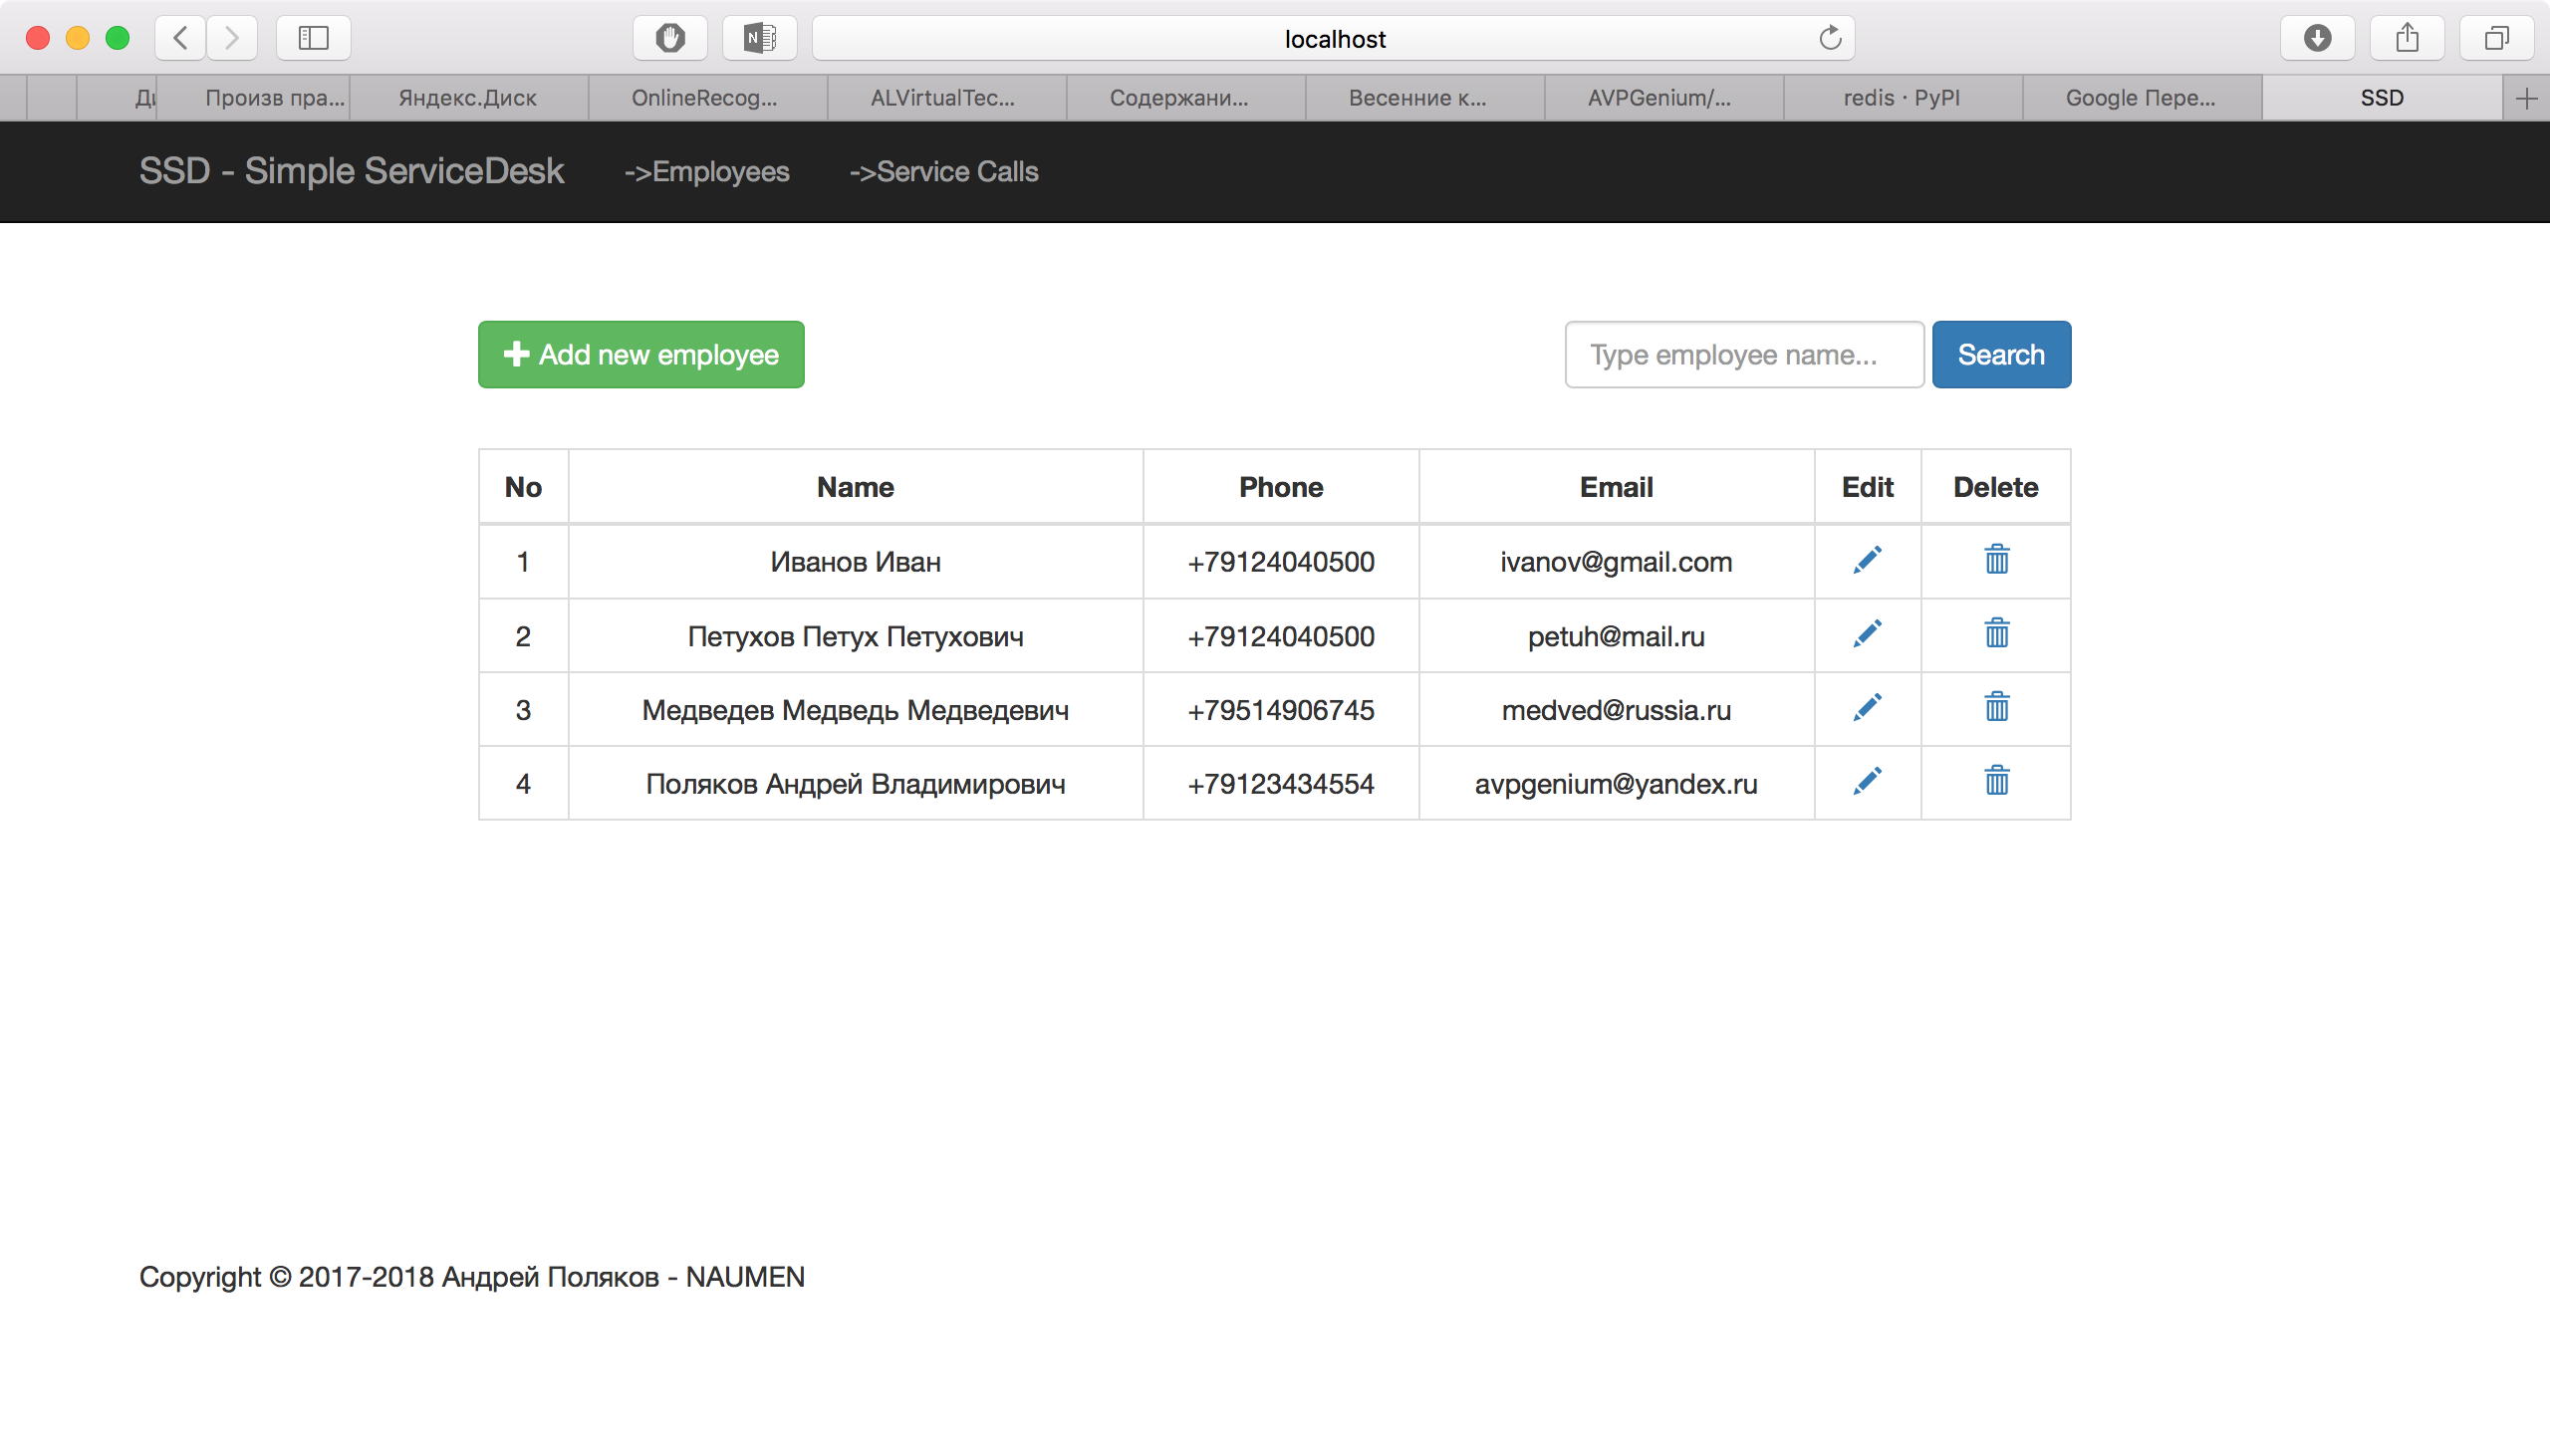 localhost
Произв пра... Яндекс.Диск OnlineRecog... ALVirtualTec... Содержани... Весенние к... AVPGenium/... redis · PyPI Google Пере... SSD
SSD - Simple ServiceDesk ->Employees ->Service Calls
Add new employee Type employee name... Search
No Name Phone Email Edit Delete
1 Иванов Иван +79124040500 ivanov@gmail.com
2 Петухов Петух Петухович +79124040500 petuh@mail.ru
3 Медведев Медведь Медведевич +79514906745 medved@russia.ru
4 Поляков Андрей Владимирович +79123434554 avpgenium@yandex.ru
Copyright © 2017-2018 Андрей Поляков - NAUMEN